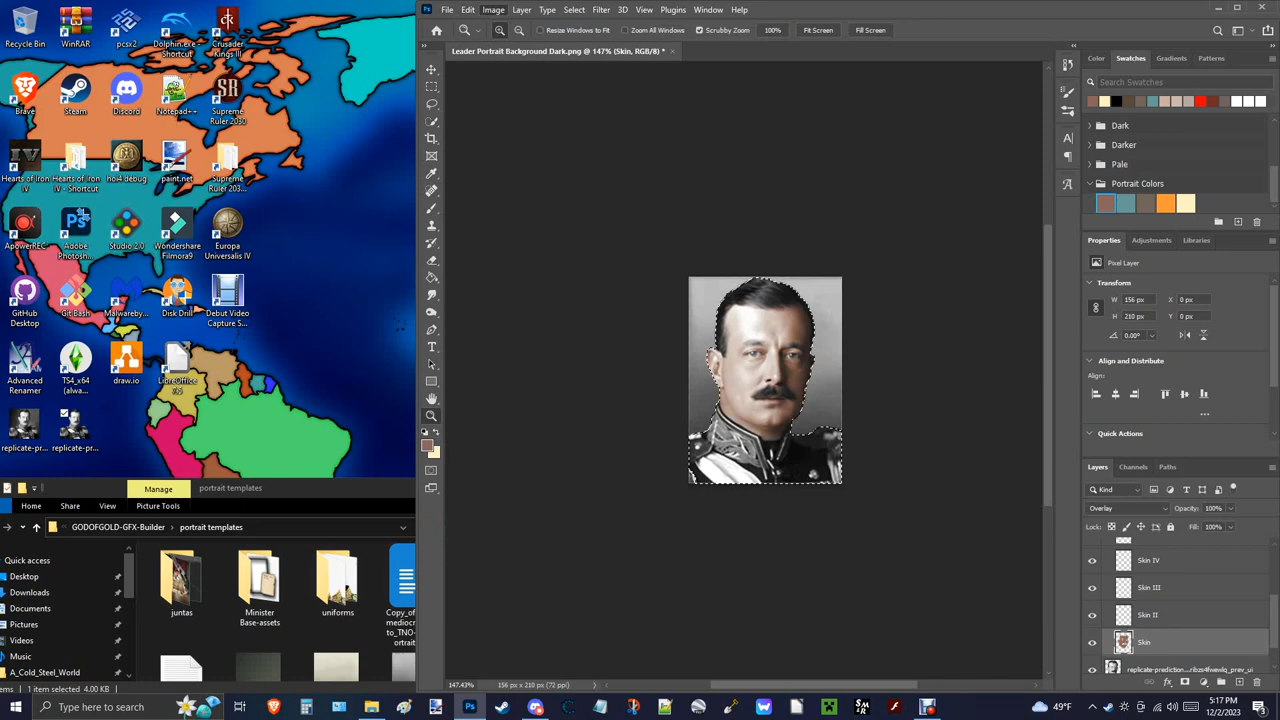 File Edit Image Layer Type Select Filter 3D View Plugins Window Help
Resize Windows to Fit Zoom All Windows Scrubby Zoom 100% Fit Screen Fill Screen
Leader Portrait Background Dark.png @ 147% (Skin, RGB/8) *
Recycle Bin WinRAR pcsx2 Dolphin.exe - Shortcut Crusader Kings III
Brave Steam Discord Notepad++ Supreme Ruler 2030
Hearts of Iron IV Hearts of Iron IV - Shortcut hoi4 debug paint.net Supreme Ruler 203...
ApowerREC Adobe Photosh... Studio 2.0 Wondershare Filmora9 Europa Universalis IV
GitHub Desktop Git Bash Malwareby... Disk Drill Debut Video Capture S...
Advanced Renamer TS4_x64 (alwa... draw.io LibreOffice 7.5
replicate-pr... replicate-pr...
Manage portrait templates
Home Share View Picture Tools
GODOFGOLD-GFX-Builder portrait templates
Quick access
Desktop
Downloads
Documents
Pictures
Videos
Music
A_Cold_Steel_World
juntas
Minister Base-assets
uniforms
Copy_of
mediocr
to_TNO-
ortrait
ems 1 item selected 4.00 KB
147.43% 156 px x 210 px (72 ppi)
Color Swatches Gradients Patterns
Search Swatches
Dark
Darker
Pale
Portrait Colors
Properties Adjustments Libraries
Pixel Layer
Transform
W 156 px X 0 px
H 210 px Y 0 px
0.00°
Align and Distribute
Align:
Quick Actions
Layers Channels Paths
Kind
Overlay Opacity: 100%
Lock: Fill: 100%
Skin IV
Skin III
Skin II
Skin
Type here to search
49°F
5:17 PM
12/2/2023